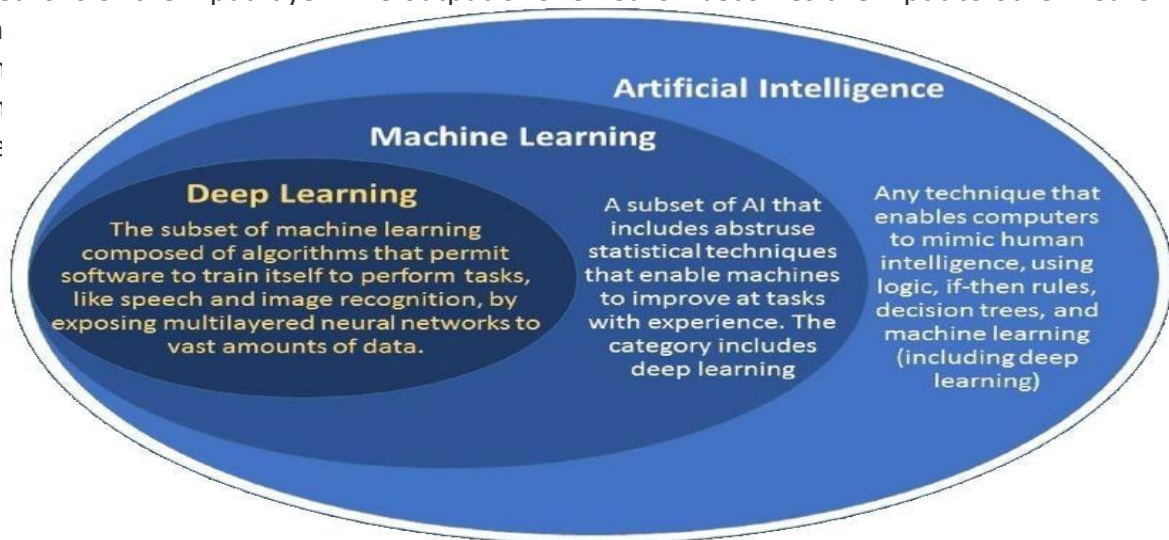 Artificial Intelligence
Machine Learning
Deep Learning
The subset of machine learning
composed of algorithms that permit
software to train itself to perform tasks,
like speech and image recognition, by
exposing multilayered neural networks to
vast amounts of data.
A subset of AI that
includes abstruse
statistical techniques
that enable machines
to improve at tasks
with experience. The
category includes
deep learning
Any technique that
enables computers
to mimic human
intelligence, using
logic, if-then rules,
decision trees, and
machine learning
(including deep
learning)